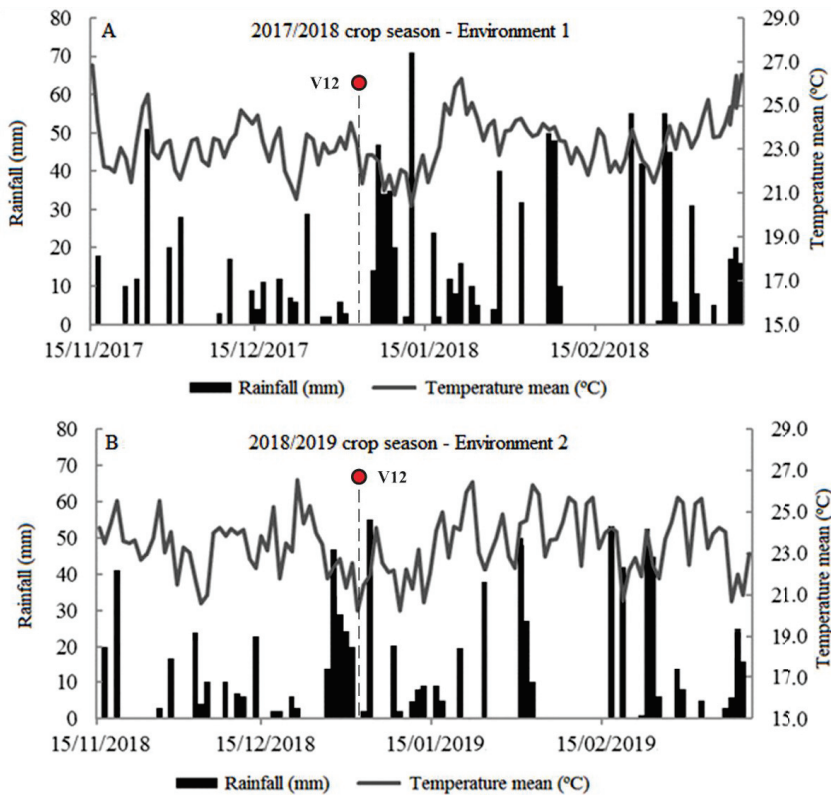 A
2017/2018 crop season - Environment 1
V12
Rainfall (mm)
80
70
60
50
40
30
20
10
0
Temperature mean (ºC)
29.0
27.0
25.0
23.0
21.0
19.0
17.0
15.0
15/11/2017 15/12/2017 15/01/2018 15/02/2018
Rainfall (mm) Temperature mean (ºC)
B
2018/2019 crop season - Environment 2
V12
Rainfall (mm)
80
70
60
50
40
30
20
10
0
Temperature mean (ºC)
29.0
27.0
25.0
23.0
21.0
19.0
17.0
15.0
15/11/2018 15/12/2018 15/01/2019 15/02/2019
Rainfall (mm) Temperature mean (ºC)